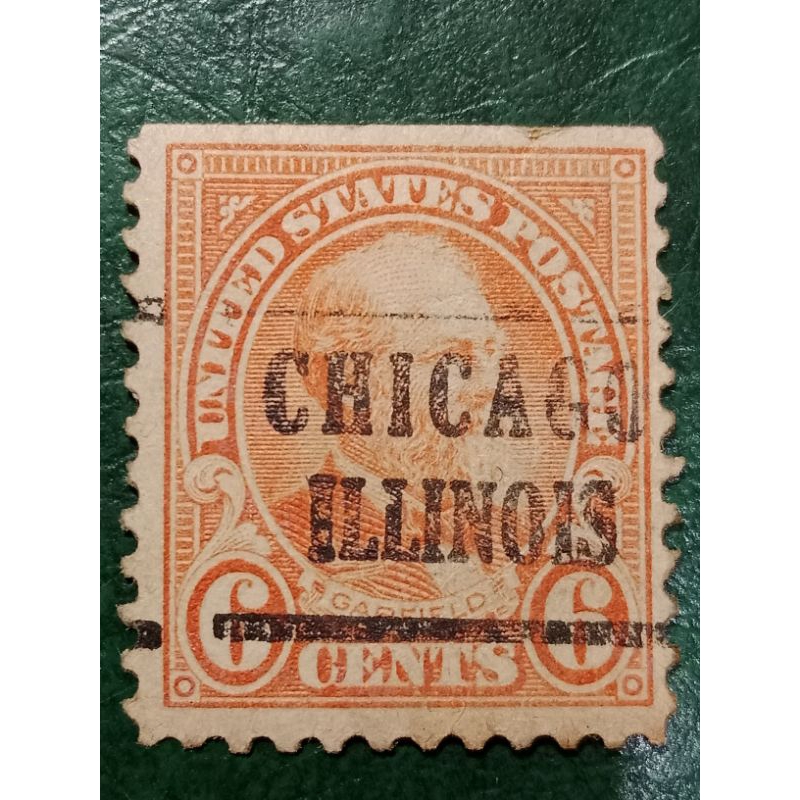 UNITED STATES POSTAGE
CHICAGO
ILLINOIS
GARFIELD
6 6
CENTS